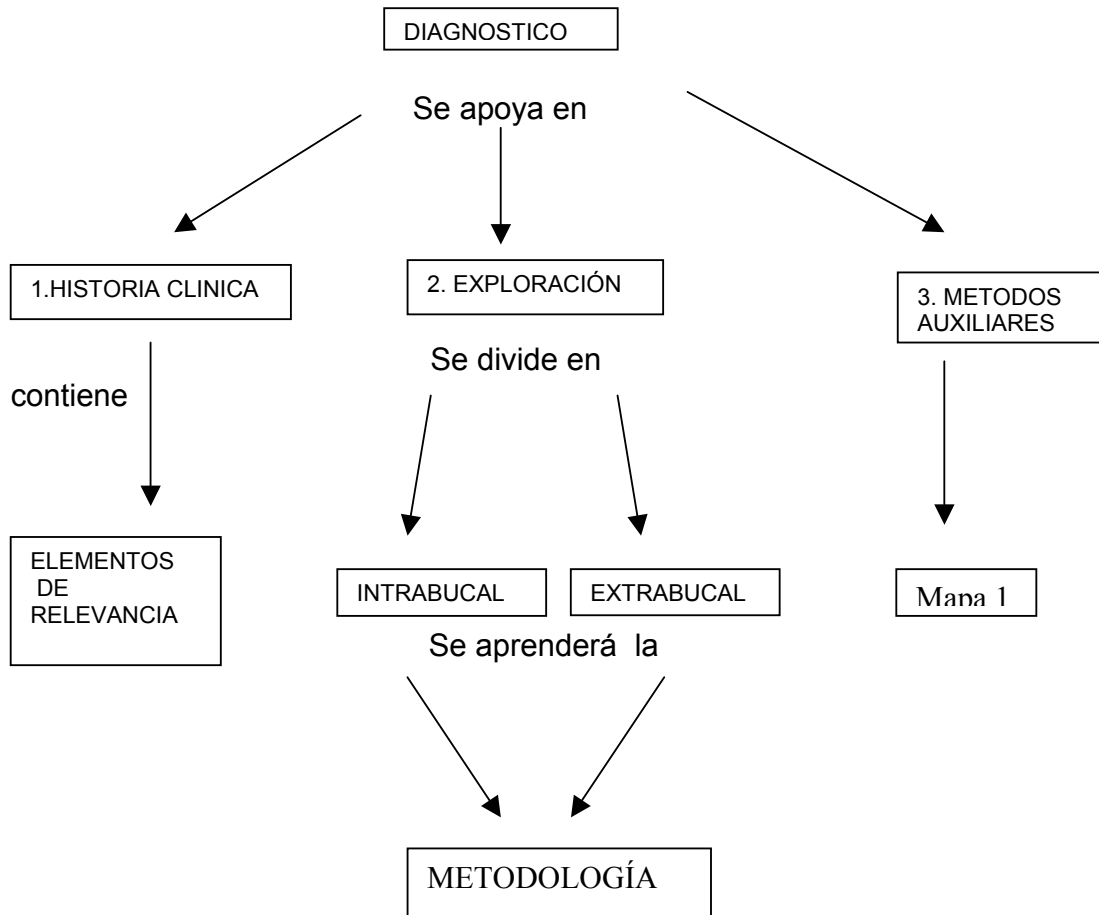 DIAGNOSTICO
Se apoya en
1.HISTORIA CLINICA
2. EXPLORACIÓN
3. METODOS
AUXILIARES
Se divide en
contiene
ELEMENTOS
DE
RELEVANCIA
INTRABUCAL
EXTRABUCAL
Mapa 1
Se aprenderá la
METODOLOGÍA